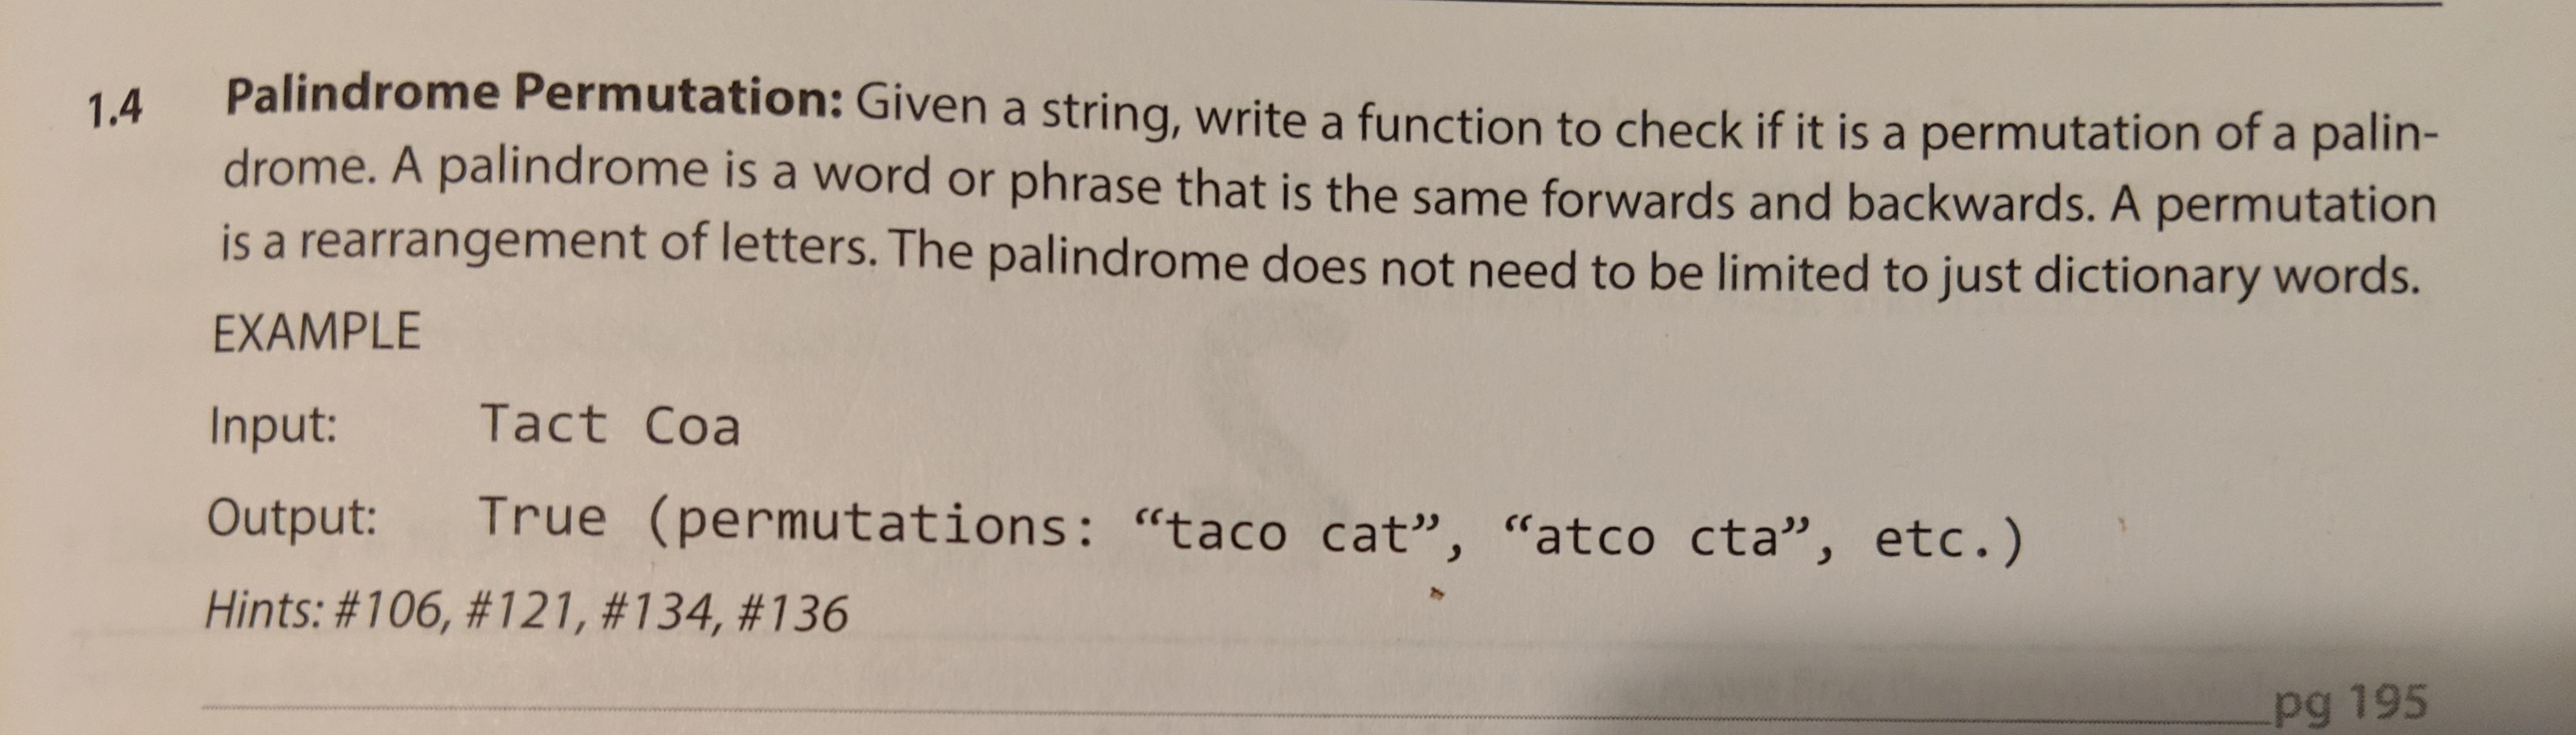 1.4 Palindrome Permutation: Given a string, write a function to check if it is a permutation of a palin-
drome. A palindrome is a word or phrase that is the same forwards and backwards. A permutation
is a rearrangement of letters. The palindrome does not need to be limited to just dictionary words.
EXAMPLE
Input: Tact Coa
Output: True (permutations: “taco cat”, “atco cta”, etc.)
Hints: #106, #121, #134, #136
pg 195